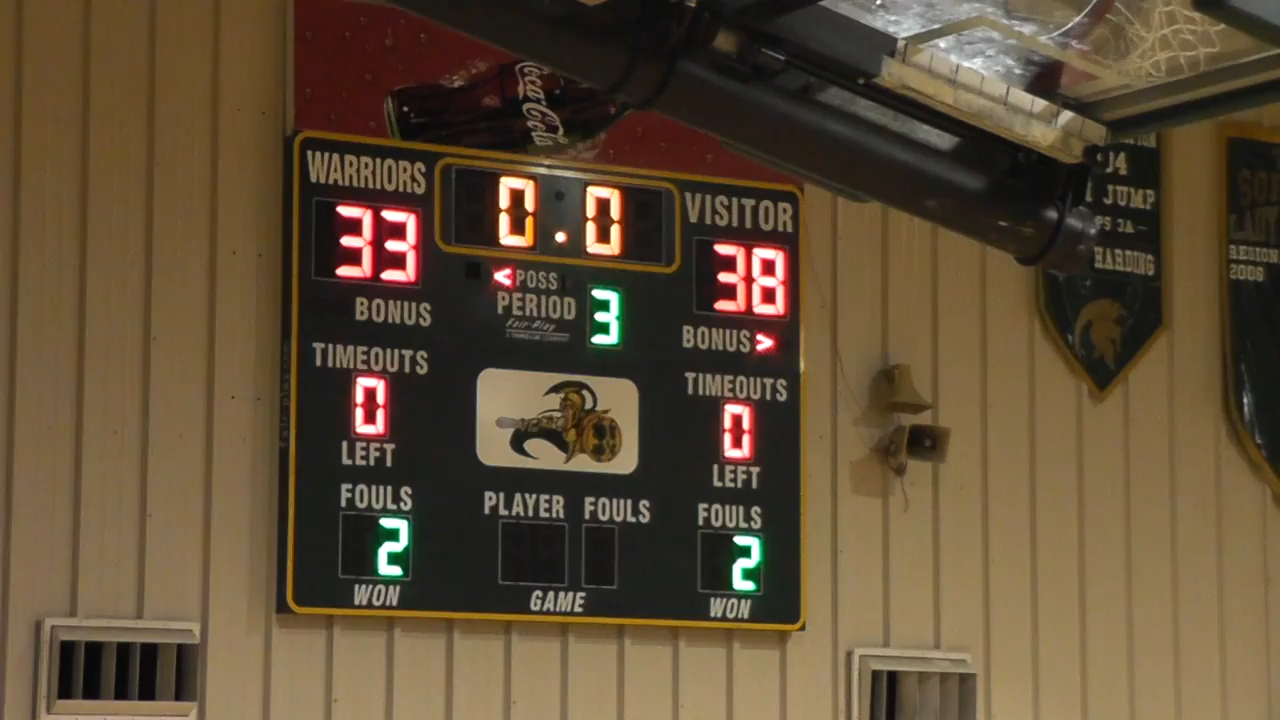 Coca-Cola
WARRIORS
0.0
VISITOR
33
38
<POSS
BONUS
PERIOD
3
Fair-Play
BONUS>
TIMEOUTS
TIMEOUTS
0
0
LEFT
LEFT
FOULS
PLAYER FOULS
FOULS
2
2
WON
GAME
WON
JUMP
HARDING
REGION
2009